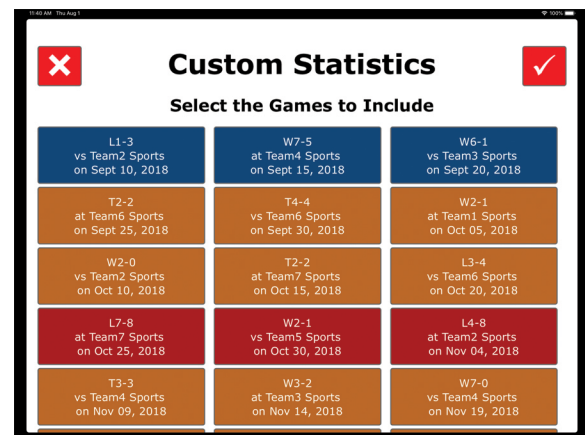 11:40 AM Thu Aug 1 100%
Custom Statistics
Select the Games to Include
L1-3
vs Team2 Sports
on Sept 10, 2018
W7-5
at Team4 Sports
on Sept 15, 2018
W6-1
vs Team3 Sports
on Sept 20, 2018
T2-2
at Team6 Sports
on Sept 25, 2018
T4-4
vs Team6 Sports
on Sept 30, 2018
W2-1
at Team1 Sports
on Oct 05, 2018
W2-0
vs Team2 Sports
on Oct 10, 2018
T2-2
at Team7 Sports
on Oct 15, 2018
L3-4
vs Team6 Sports
on Oct 20, 2018
L7-8
at Team7 Sports
on Oct 25, 2018
W2-1
vs Team5 Sports
on Oct 30, 2018
L4-8
at Team2 Sports
on Nov 04, 2018
T3-3
vs Team4 Sports
on Nov 09, 2018
W3-2
at Team3 Sports
on Nov 14, 2018
W7-0
vs Team4 Sports
on Nov 19, 2018